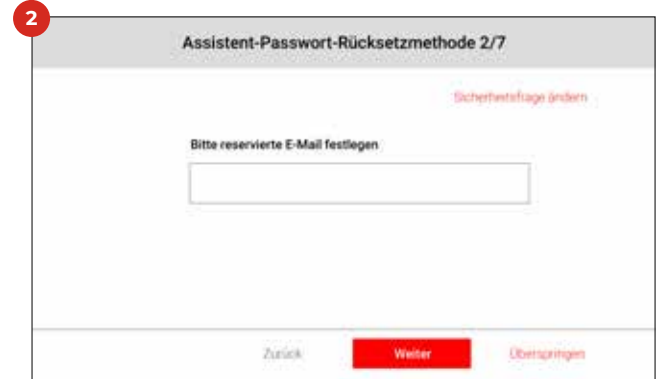 2
Assistent-Passwort-Rücksetzmethode 2/7
Sicherheitsfrage ändern
Bitte reservierte E-Mail festlegen
Zurück Weiter Überspringen